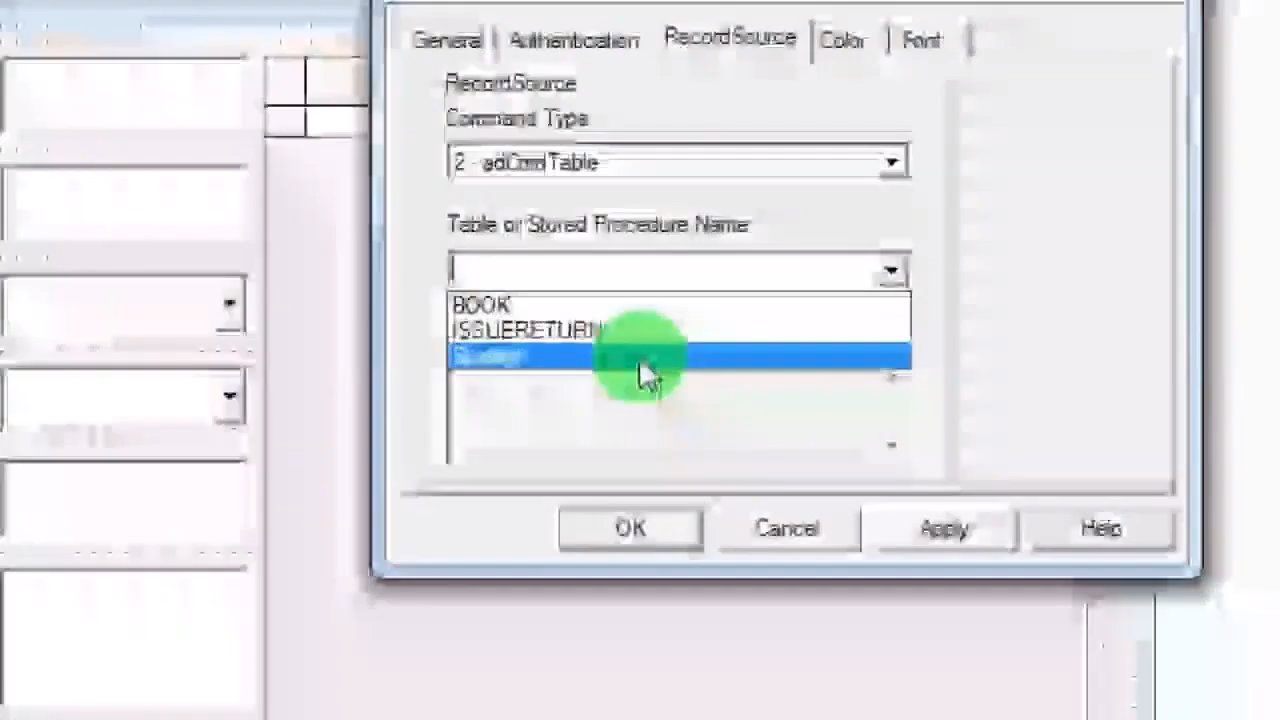 General Authentication RecordSource Color Font
RecordSource
Command Type
2 - adCmdTable
Table or Stored Procedure Name
BOOK
ISSUERETURN
OK Cancel Apply Help